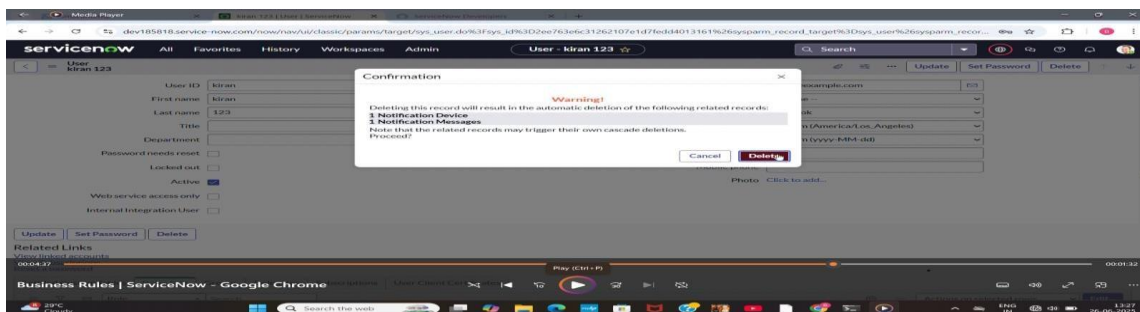 Media Player
kiran 123 | User | ServiceNow
ServiceNow Developers
dev185818.service-now.com/now/nav/ui/classic/params/target/sys_user.do%3Fsys_id%3D2ee763e6c31262107e1d7fedd4013161%26sysparm_record_target%3Dsys_user%26sysparm_recor...
servicenow All Favorites History Workspaces Admin User - kiran 123 Search
User
kiran 123
Update Set Password Delete
Confirmation
Warning!
Deleting this record will result in the automatic deletion of the following related records:
1 Notification Device
1 Notification Messages
Note that the related records may trigger their own cascade deletions.
Proceed?
Cancel Delete
User ID kiran
example.com
First name kiran
Last name 123
Title
n (America/Los_Angeles)
Department
n (yyyy-MM-dd)
Password needs reset
Locked out
Active
Photo Click to add...
Web service access only
Internal Integration User
Update Set Password Delete
Related Links
View linked accounts
00:04:37
Play (Ctrl+P)
00:01:32
Business Rules | ServiceNow - Google Chrome
29°C
Cloudy
Search the web
ENG
IN
13:27
26-06-2025